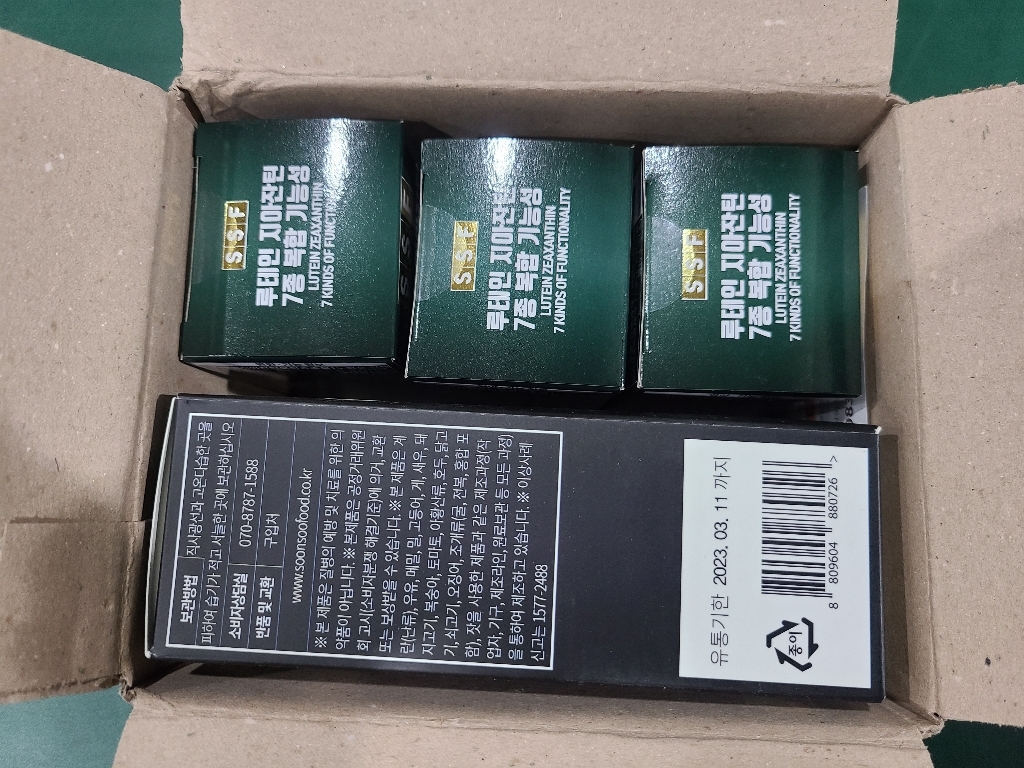 SSF
루테인 지아잔틴
7종 복합 기능성
LUTEIN ZEAXANTHIN
7 KINDS OF FUNCTIONALITY
SSF
루테인 지아잔틴
7종 복합 기능성
LUTEIN ZEAXANTHIN
7 KINDS OF FUNCTIONALITY
SSF
루테인 지아잔틴
7종 복합 기능성
LUTEIN ZEAXANTHIN
7 KINDS OF FUNCTIONALITY
보관방법 직사광선과 고온다습한 곳을
피하여 습기가 적고 서늘한 곳에 보관하십시오
소비자상담실 070-8787-1588
반품 및 교환 구입처
www.soonsoofood.co.kr
※ 본 제품은 질병의 예방 및 치료를 위한 의
약품이 아닙니다. ※ 본제품은 공정거래위원
회 고시(소비자분쟁 해결기준)에 의거, 교환
또는 보상받을 수 있습니다. ※ 본 제품은 계
란(난류), 우유, 메밀, 밀, 고등어, 게, 새우, 돼
지고기, 복숭아, 토마토, 아황산류, 호두, 닭고
기, 쇠고기, 오징어, 조개류(굴, 전복, 홍합 포
함), 잣을 사용한 제품과 같은 제조과정(작
업자, 기구, 제조라인, 원료보관 등 모든 과정)
을 통하여 제조하고 있습니다. ※ 이상사례
신고는 1577-2488
유통기한 2023. 03. 11 까지
종이
8 809604 880726 >